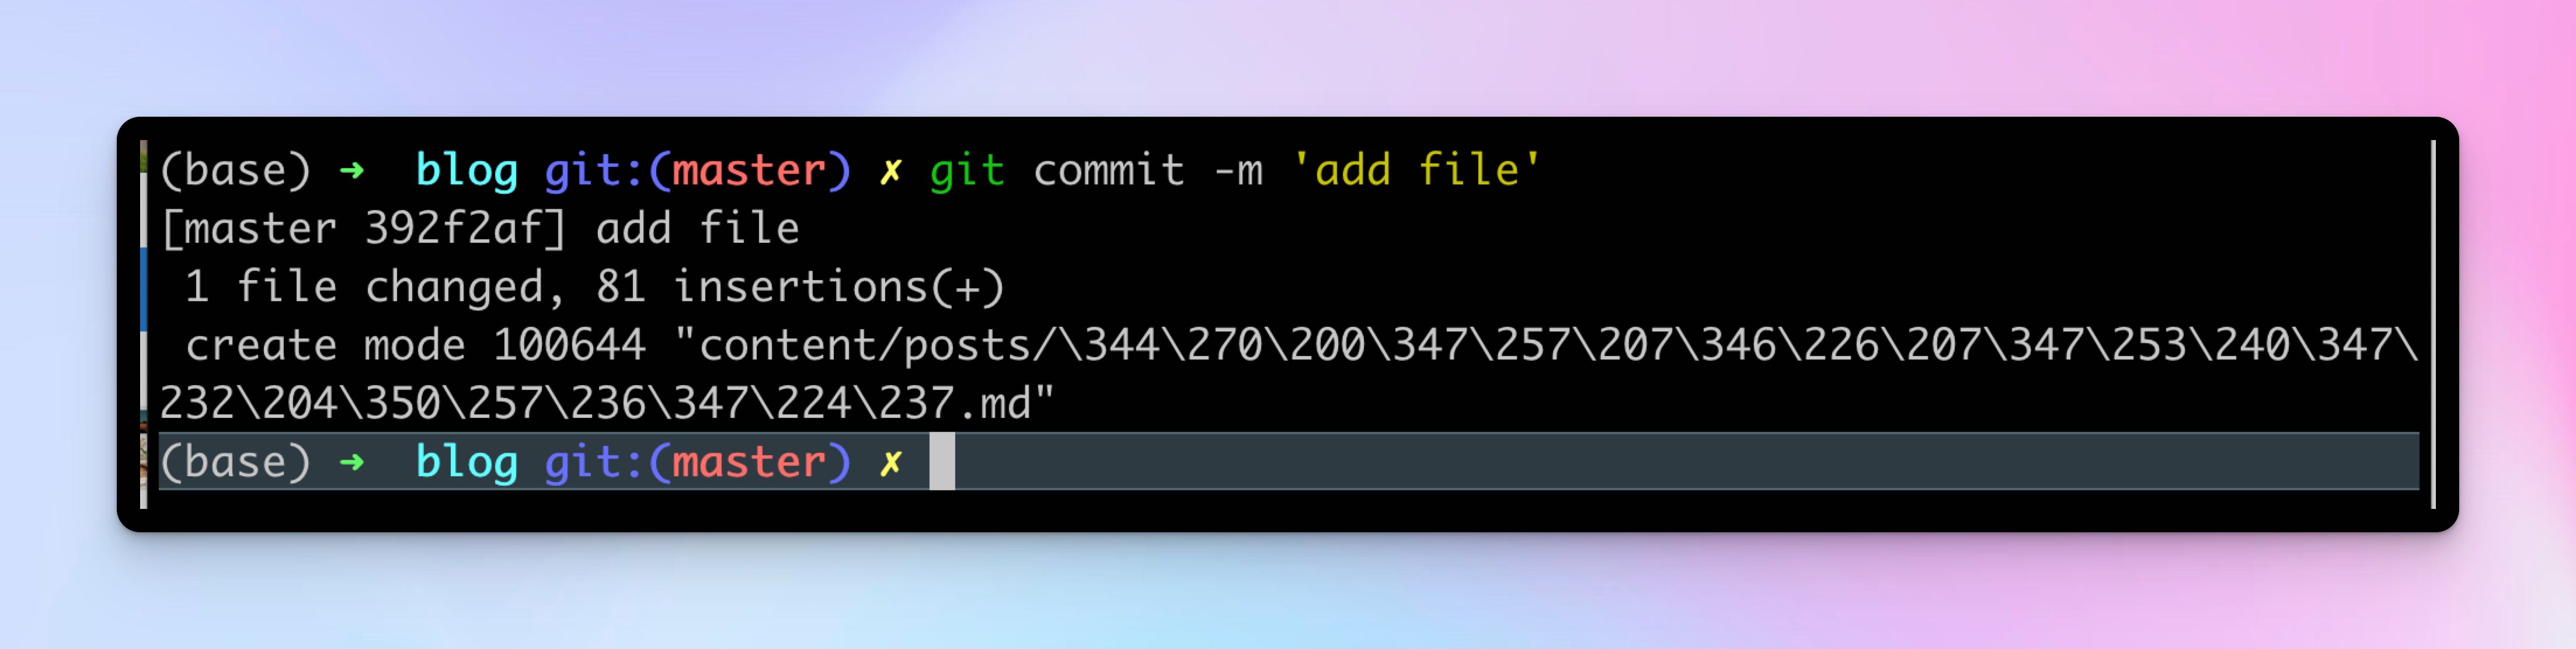 (base) ➜  blog git:(master) ✗ git commit -m 'add file'
[master 392f2af] add file
 1 file changed, 81 insertions(+)
 create mode 100644 "content/posts/\344\270\200\347\257\207\346\226\207\347\253\240\347\
232\204\350\257\236\347\224\237.md"
(base) ➜  blog git:(master) ✗